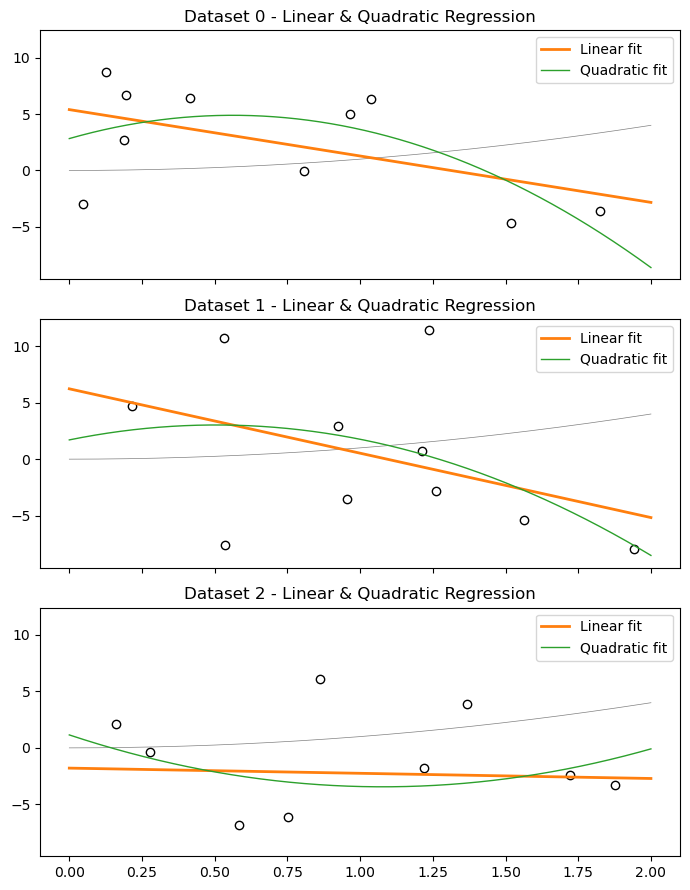 Dataset 0 - Linear & Quadratic Regression
Linear fit
Quadratic fit
10
5
0
−5
Dataset 1 - Linear & Quadratic Regression
Linear fit
Quadratic fit
10
5
0
−5
Dataset 2 - Linear & Quadratic Regression
Linear fit
Quadratic fit
10
5
0
−5
0.00 0.25 0.50 0.75 1.00 1.25 1.50 1.75 2.00